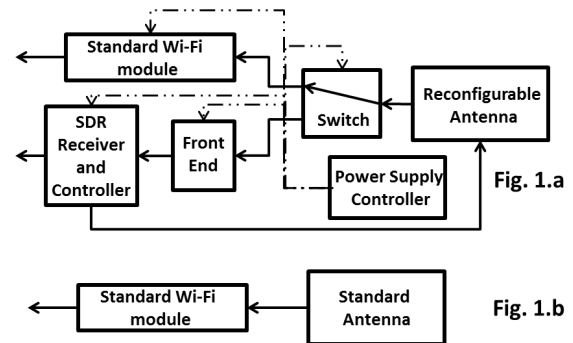 Standard Wi-Fi
module
Switch
Reconfigurable
Antenna
SDR
Receiver
and
Controller
Front
End
Power Supply
Controller
Fig. 1.a
Standard Wi-Fi
module
Standard
Antenna
Fig. 1.b